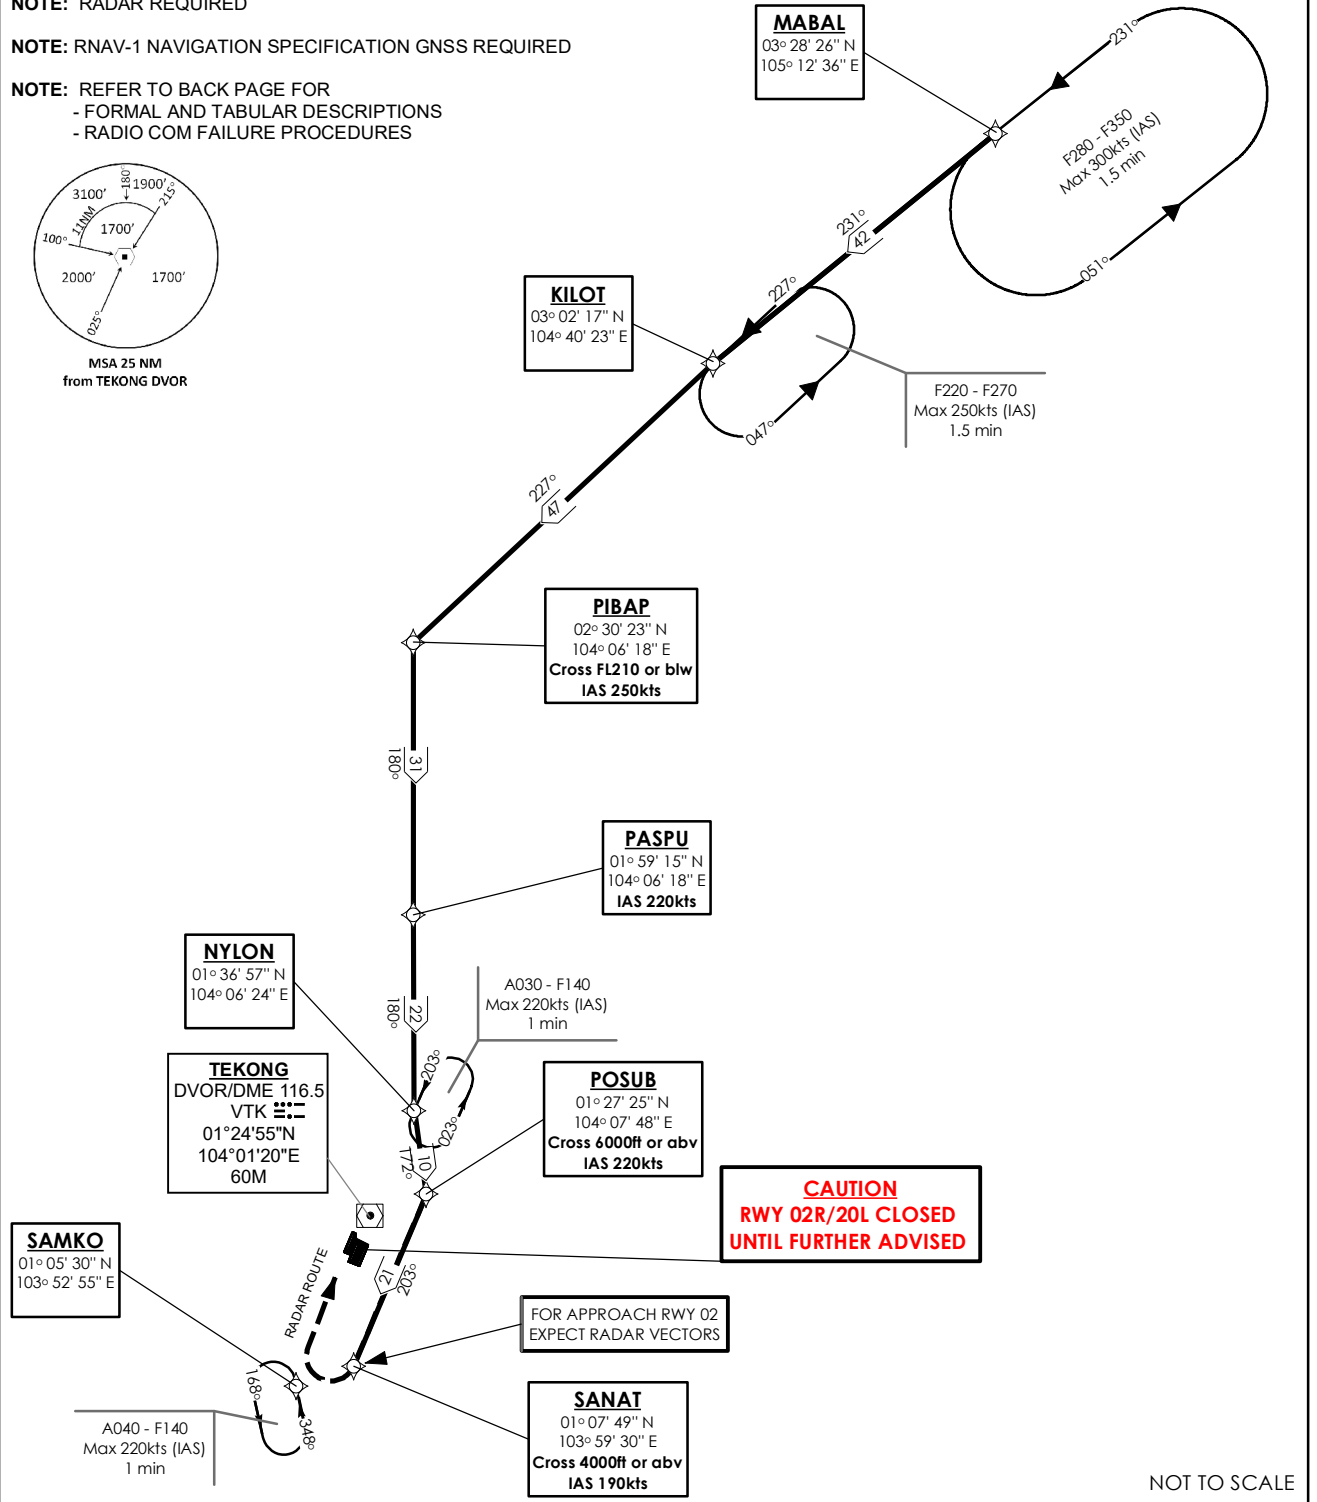 NOTE: RADAR REQUIRED
NOTE: RNAV-1 NAVIGATION SPECIFICATION GNSS REQUIRED
NOTE: REFER TO BACK PAGE FOR
- FORMAL AND TABULAR DESCRIPTIONS
- RADIO COM FAILURE PROCEDURES
3100'
180°
1900'
215°
11NM
1700'
100°
2000'
1700'
025°
MSA 25 NM
from TEKONG DVOR
MABAL
03° 28' 26" N
105° 12' 36" E
231°
F280 - F350
Max 300kts (IAS)
1.5 min
051°
231°
42
KILOT
03° 02' 17" N
104° 40' 23" E
227°
047°
F220 - F270
Max 250kts (IAS)
1.5 min
227°
47
PIBAP
02° 30' 23" N
104° 06' 18" E
Cross FL210 or blw
IAS 250kts
31
180°
PASPU
01° 59' 15" N
104° 06' 18" E
IAS 220kts
22
180°
NYLON
01° 36' 57" N
104° 06' 24" E
A030 - F140
Max 220kts (IAS)
1 min
203°
023°
10
172°
TEKONG
DVOR/DME 116.5
VTK
01°24'55"N
104°01'20"E
60M
POSUB
01° 27' 25" N
104° 07' 48" E
Cross 6000ft or abv
IAS 220kts
CAUTION
RWY 02R/20L CLOSED
UNTIL FURTHER ADVISED
SAMKO
01° 05' 30" N
103° 52' 55" E
RADAR ROUTE
21
203°
FOR APPROACH RWY 02
EXPECT RADAR VECTORS
168°
348°
A040 - F140
Max 220kts (IAS)
1 min
SANAT
01° 07' 49" N
103° 59' 30" E
Cross 4000ft or abv
IAS 190kts
NOT TO SCALE